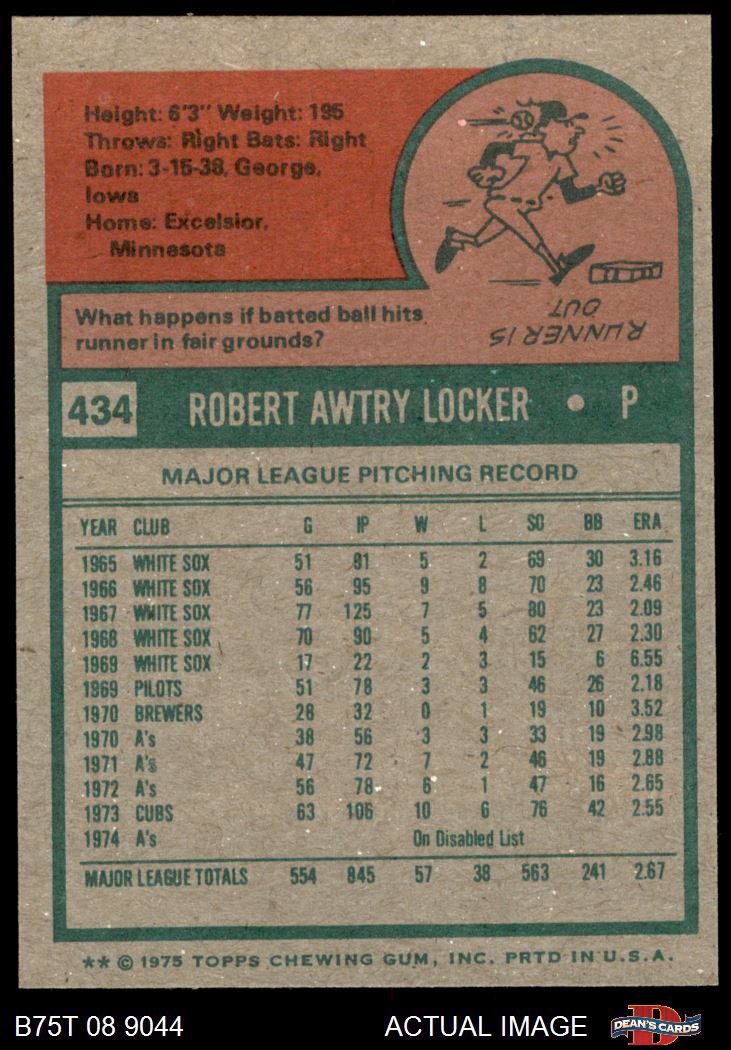 Height: 6'3" Weight: 195
Throws: Right Bats: Right
Born: 3-15-38, George,
Iowa
Home: Excelsior,
Minnesota
What happens if batted ball hits
runner in fair grounds?
RUNNER IS
OUT
434 ROBERT AWTRY LOCKER • P
MAJOR LEAGUE PITCHING RECORD
YEAR CLUB G IP W L SO BB ERA
1965 WHITE SOX 51 91 5 2 69 30 3.16
1966 WHITE SOX 56 95 9 8 70 23 2.46
1967 WHITE SOX 77 125 7 5 80 23 2.09
1968 WHITE SOX 70 90 5 4 62 27 2.30
1969 WHITE SOX 17 22 2 3 15 6 6.55
1969 PILOTS 51 78 3 3 46 26 2.18
1970 BREWERS 28 32 0 1 19 10 3.52
1970 A's 38 56 3 3 33 19 2.98
1971 A's 47 72 7 2 46 19 2.88
1972 A's 56 78 6 1 47 16 2.65
1973 CUBS 63 106 10 6 76 42 2.55
1974 A's On Disabled List
MAJOR LEAGUE TOTALS 554 845 57 38 563 241 2.67
** © 1975 TOPPS CHEWING GUM, INC. PRTD IN U.S.A.
B75T 08 9044 ACTUAL IMAGE D DEAN'S CARDS